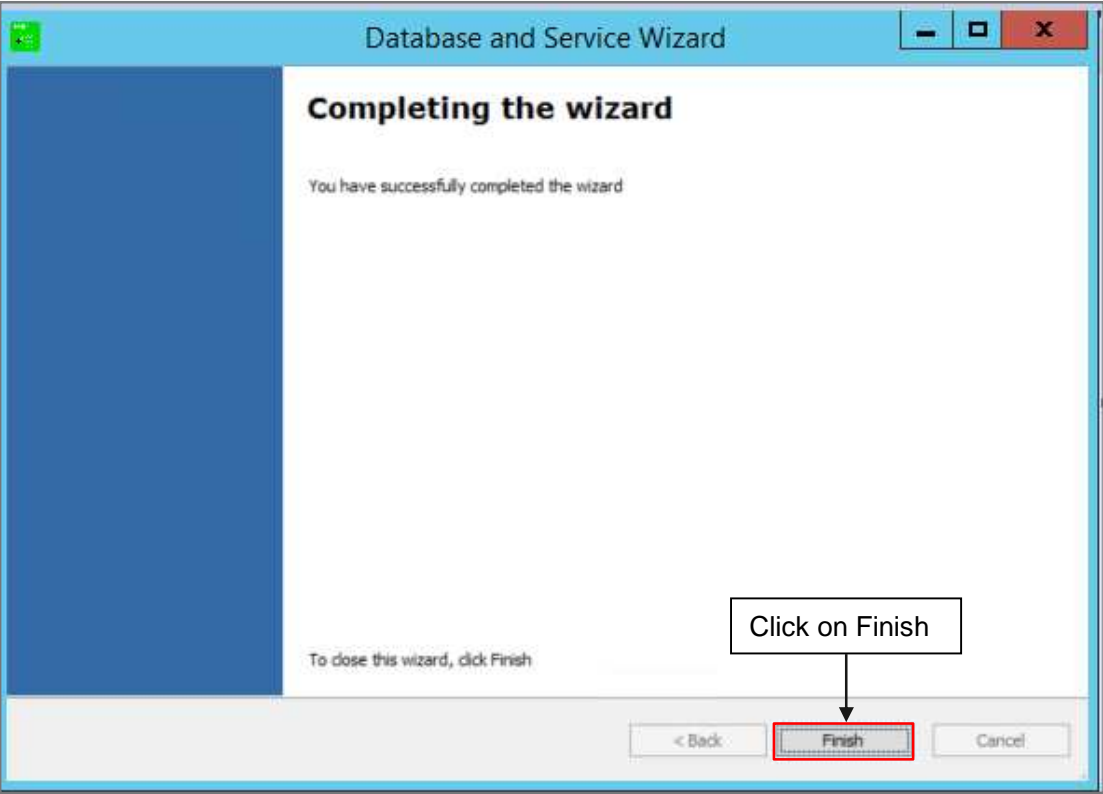 Database and Service Wizard
Completing the wizard
You have successfully completed the wizard
Click on Finish
To close this wizard, click Finish
< Back
Finish
Cancel